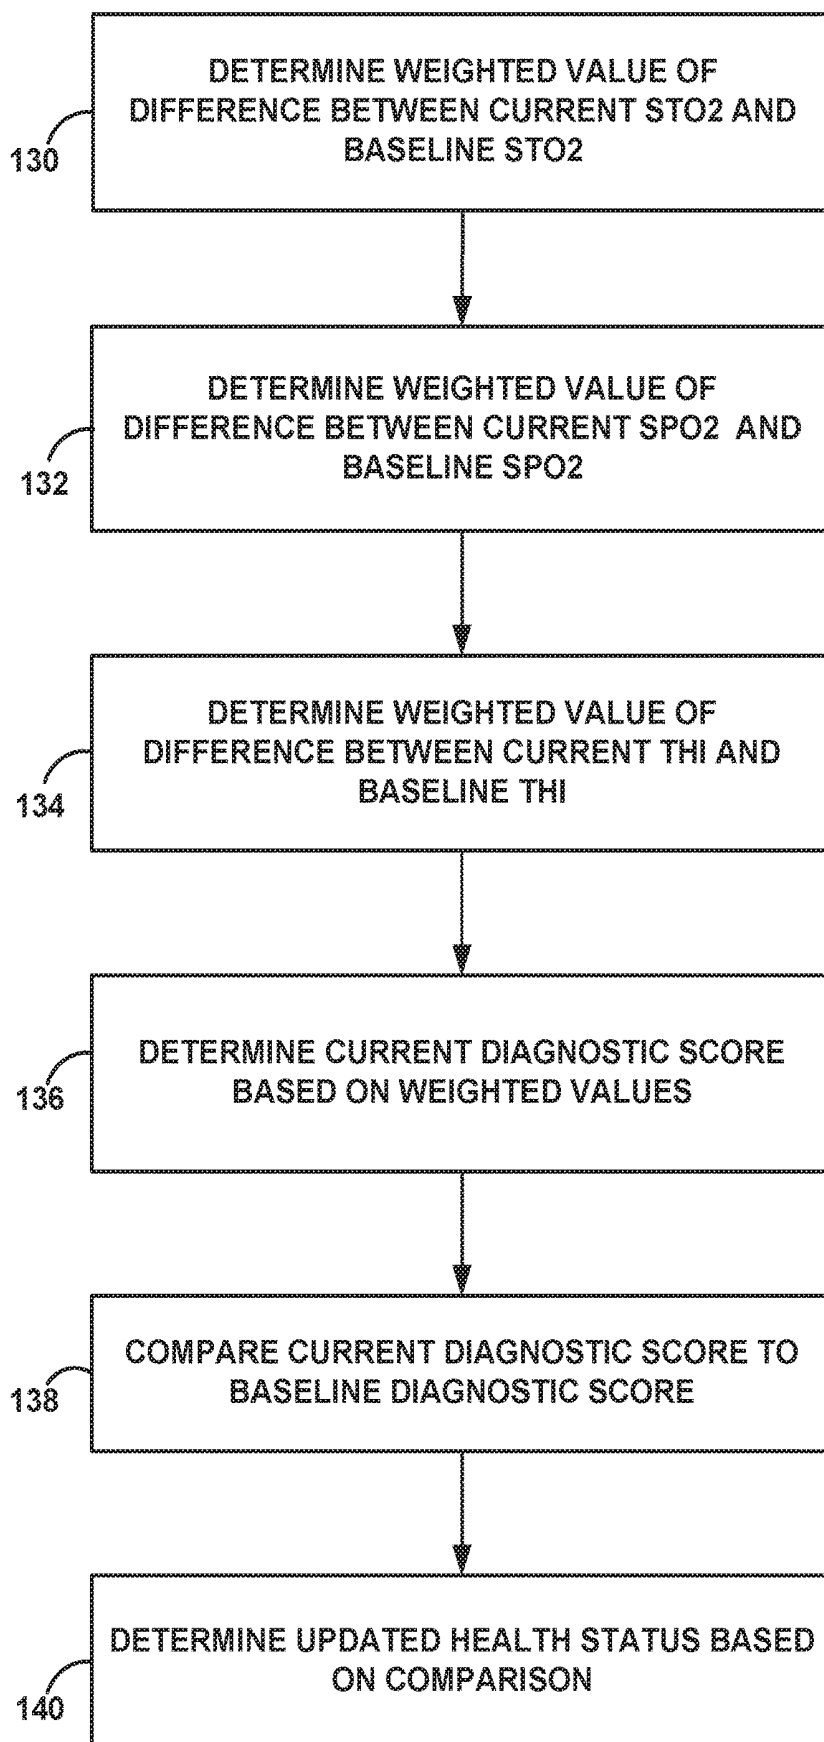 DETERMINE WEIGHTED VALUE OF
DIFFERENCE BETWEEN CURRENT STO2 AND
BASELINE STO2
130
DETERMINE WEIGHTED VALUE OF
DIFFERENCE BETWEEN CURRENT SPO2 AND
BASELINE SPO2
132
DETERMINE WEIGHTED VALUE OF
DIFFERENCE BETWEEN CURRENT THI AND
BASELINE THI
134
DETERMINE CURRENT DIAGNOSTIC SCORE
BASED ON WEIGHTED VALUES
136
COMPARE CURRENT DIAGNOSTIC SCORE TO
BASELINE DIAGNOSTIC SCORE
138
DETERMINE UPDATED HEALTH STATUS BASED
ON COMPARISON
140